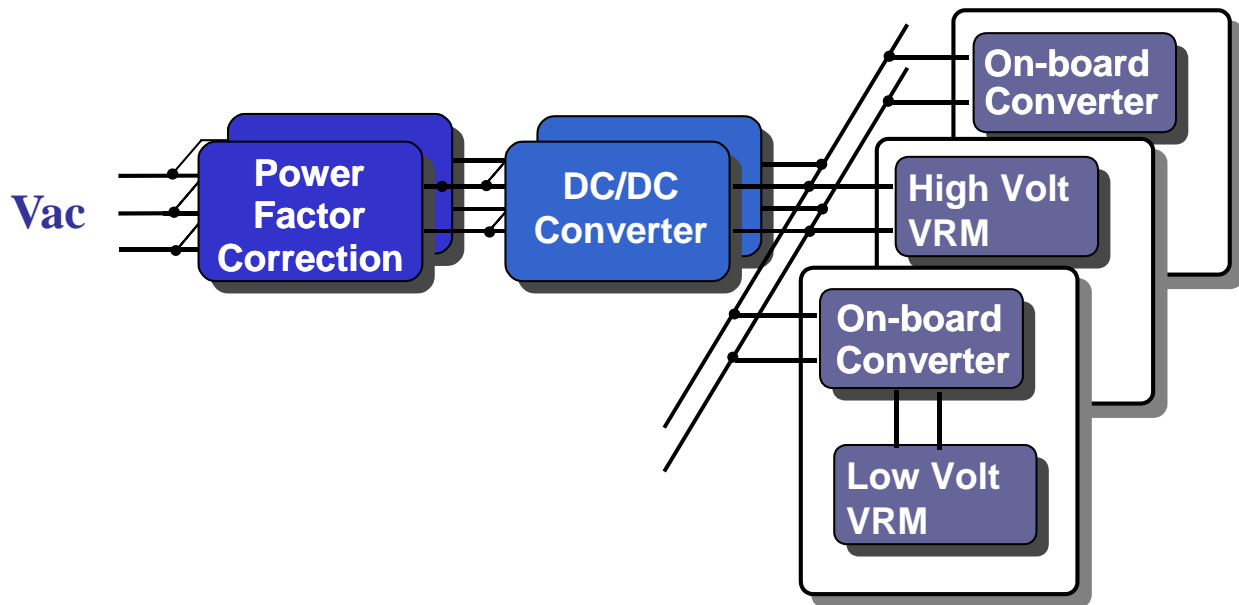 Vac
Power
Factor
Correction
DC/DC
Converter
On-board
Converter
High Volt
VRM
On-board
Converter
Low Volt
VRM